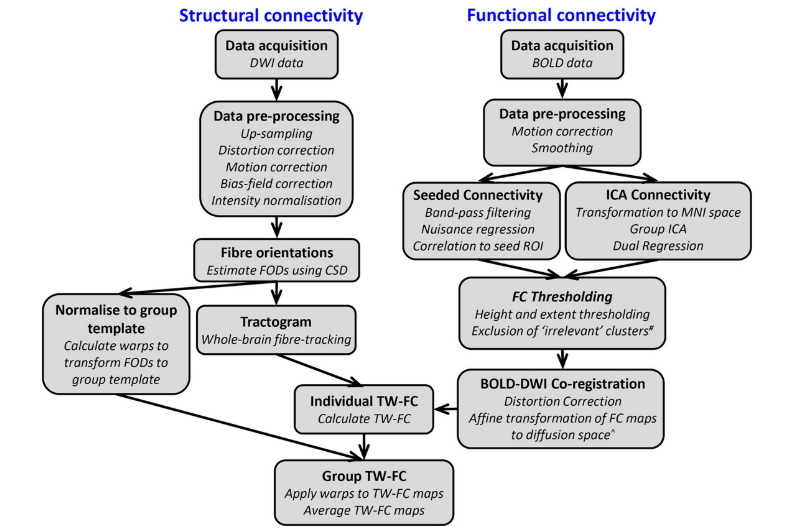 Structural connectivity
Data acquisition
DWI data
Data pre-processing
Up-sampling
Distortion correction
Motion correction
Bias-field correction
Intensity normalisation
Fibre orientations
Estimate FODs using CSD
Normalise to group
template
Calculate warps to
transform FODs to
group template
Tractogram
Whole-brain fibre-tracking
Functional connectivity
Data acquisition
BOLD data
Data pre-processing
Motion correction
Smoothing
Seeded Connectivity
Band-pass filtering
Nuisance regression
Correlation to seed ROI
ICA Connectivity
Transformation to MNI space
Group ICA
Dual Regression
FC Thresholding
Height and extent thresholding
Exclusion of ‘irrelevant’ clusters#
BOLD-DWI Co-registration
Distortion Correction
Affine transformation of FC maps
to diffusion space^
Individual TW-FC
Calculate TW-FC
Group TW-FC
Apply warps to TW-FC maps
Average TW-FC maps